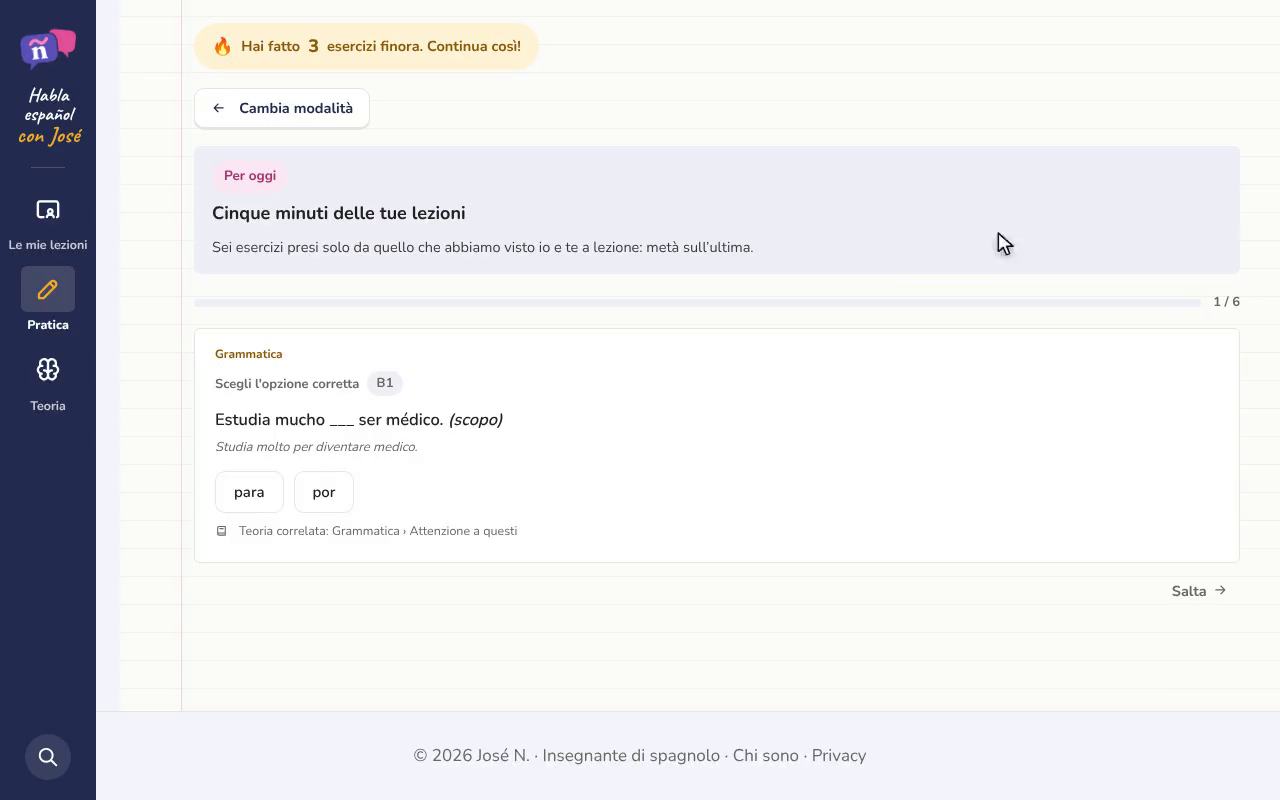 ñ
Habla
español
con José
Le mie lezioni
Pratica
Teoria
🔥 Hai fatto 3 esercizi finora. Continua così!
← Cambia modalità
Per oggi
Cinque minuti delle tue lezioni
Sei esercizi presi solo da quello che abbiamo visto io e te a lezione: metà sull'ultima.
1 / 6
Grammatica
Scegli l'opzione corretta B1
Estudia mucho ___ ser médico. (scopo)
Studia molto per diventare medico.
para por
Teoria correlata: Grammatica › Attenzione a questi
Salta →
© 2026 José N. · Insegnante di spagnolo · Chi sono · Privacy